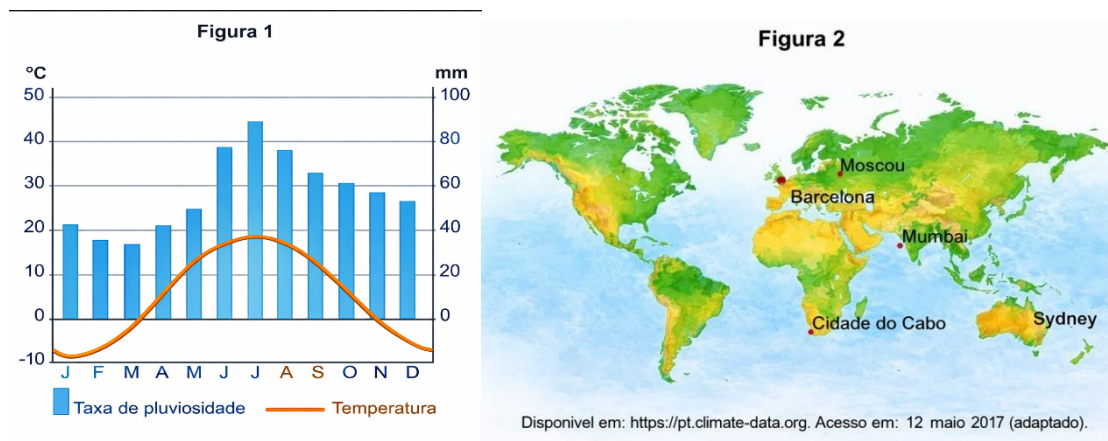 Figura 1
°C
mm
50
100
40
80
30
60
20
40
10
20
0
0
-10
J F M A M J J A S O N D
Taxa de pluviosidade
Temperatura
Figura 2
Moscou
Barcelona
Mumbai
Cidade do Cabo
Sydney
Disponivel em: https://pt.climate-data.org. Acesso em: 12 maio 2017 (adaptado).